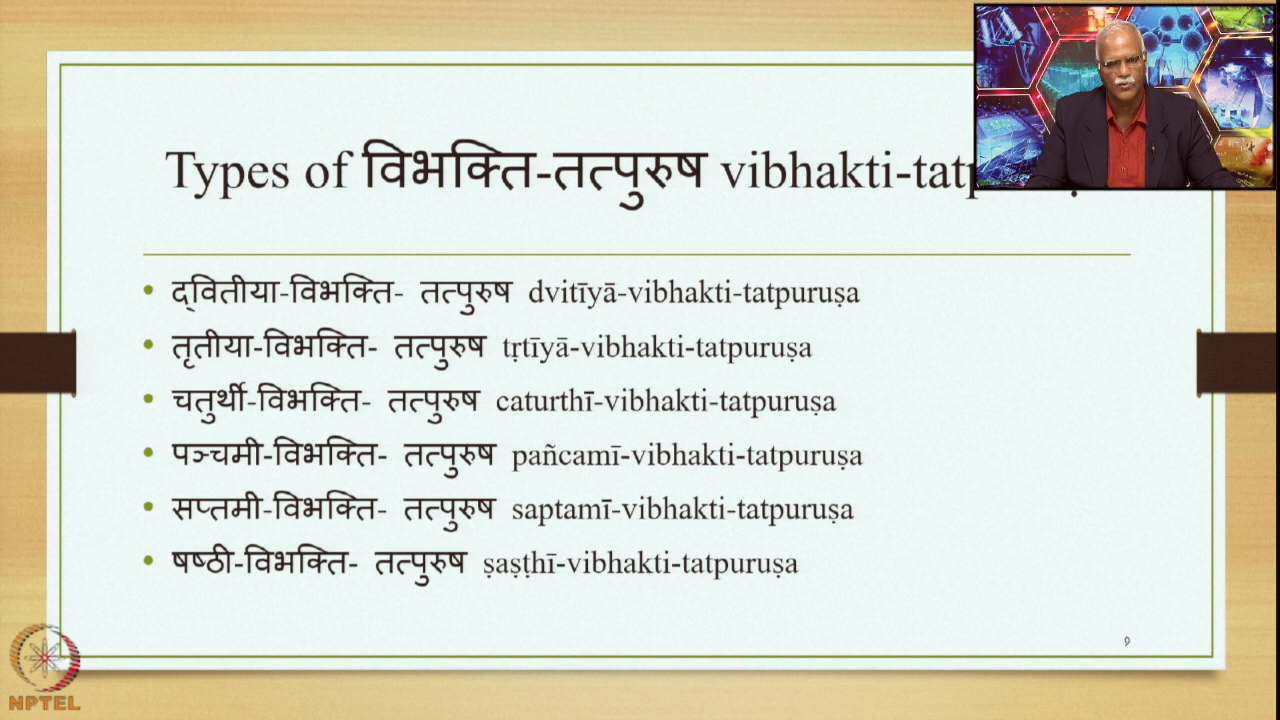 Types of विभक्ति-तत्पुरुष vibhakti-tatp
• द्वितीया-विभक्ति- तत्पुरुष dvitīyā-vibhakti-tatpuruṣa
• तृतीया-विभक्ति- तत्पुरुष tṛtīyā-vibhakti-tatpuruṣa
• चतुर्थी-विभक्ति- तत्पुरुष caturthī-vibhakti-tatpuruṣa
• पञ्चमी-विभक्ति- तत्पुरुष pañcamī-vibhakti-tatpuruṣa
• सप्तमी-विभक्ति- तत्पुरुष saptamī-vibhakti-tatpuruṣa
• षष्ठी-विभक्ति- तत्पुरुष ṣaṣṭhī-vibhakti-tatpuruṣa
9
NPTEL